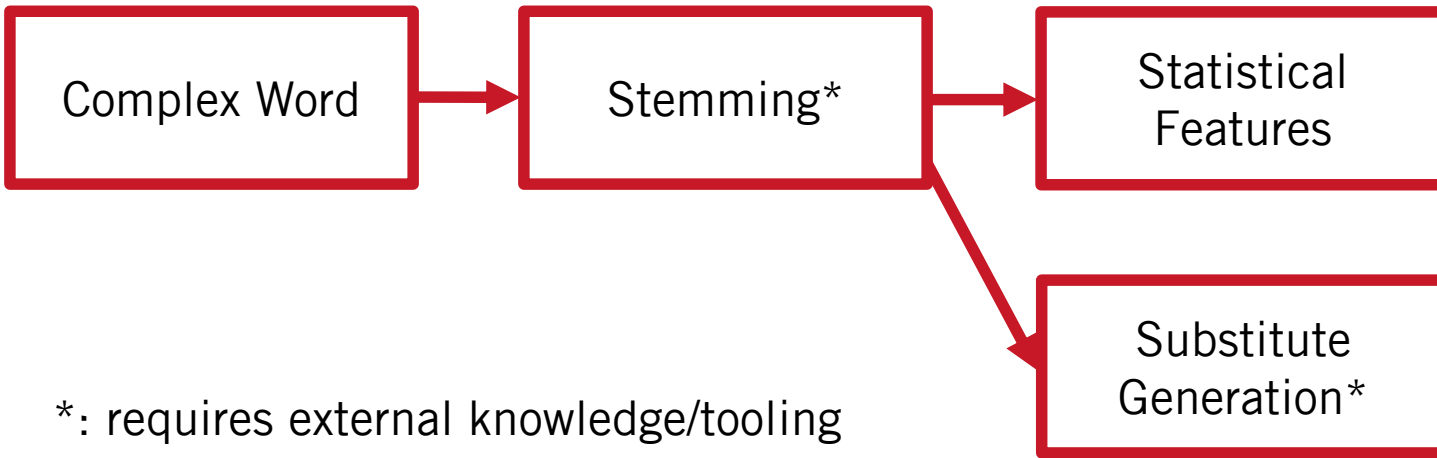 Complex Word
Stemming*
Statistical
Features
Substitute
Generation*
*: requires external knowledge/tooling